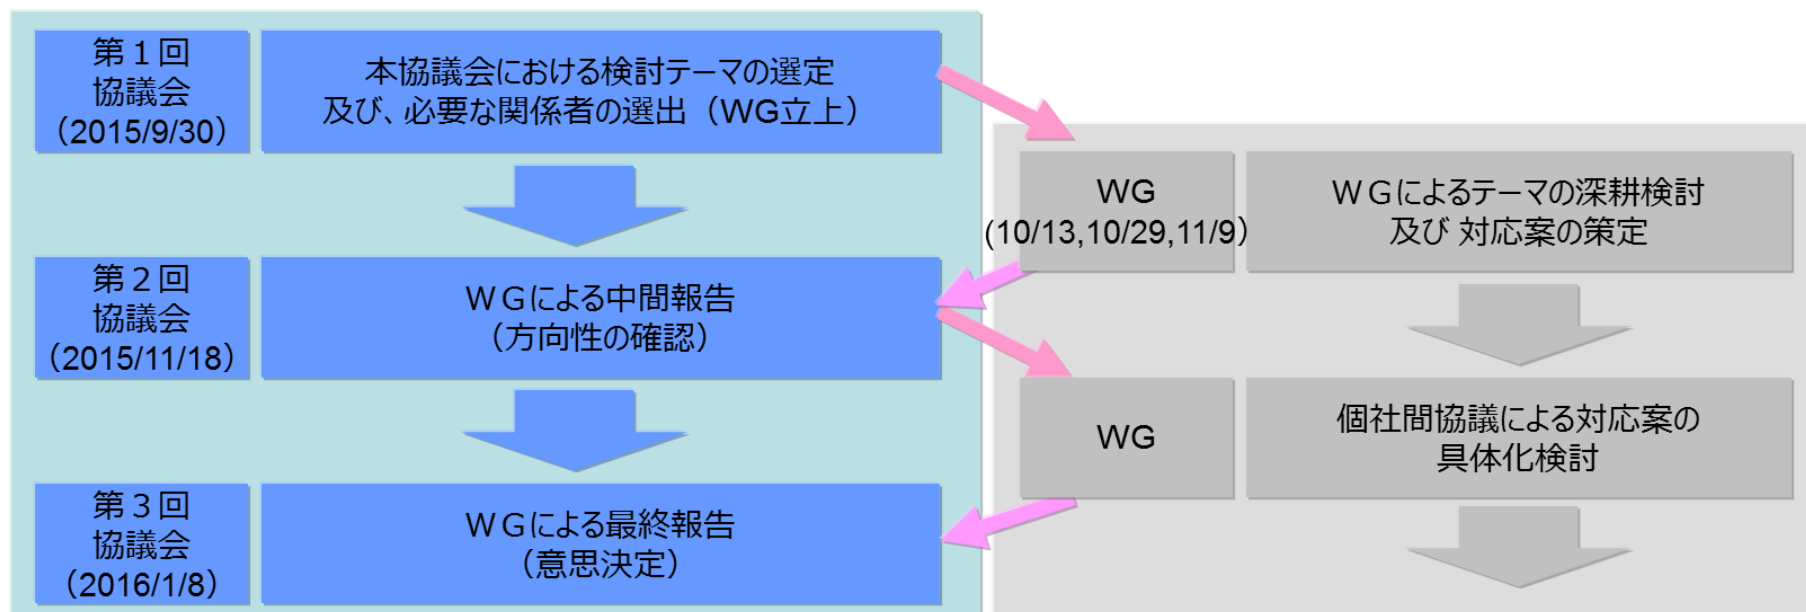 第１回
協議会
（2015/9/30）
本協議会における検討テーマの選定
及び、必要な関係者の選出（WG立上）
WG
(10/13,10/29,11/9）
ＷＧによるテーマの深耕検討
及び 対応案の策定
第２回
協議会
（2015/11/18）
ＷＧによる中間報告
（方向性の確認）
WG
個社間協議による対応案の
具体化検討
第３回
協議会
（2016/1/8）
ＷＧによる最終報告
（意思決定）